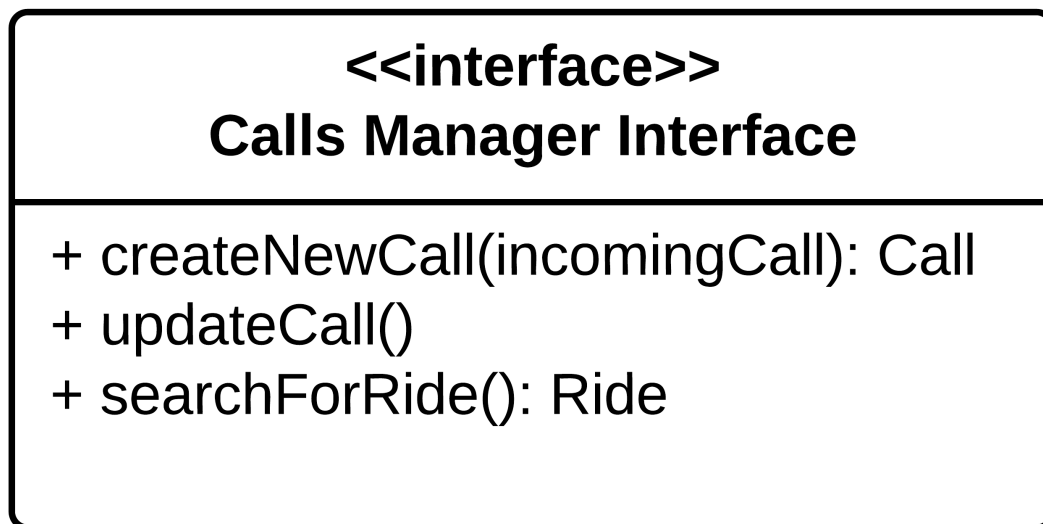 <<interface>>
Calls Manager Interface
+ createNewCall(incomingCall): Call
+ updateCall()
+ searchForRide(): Ride